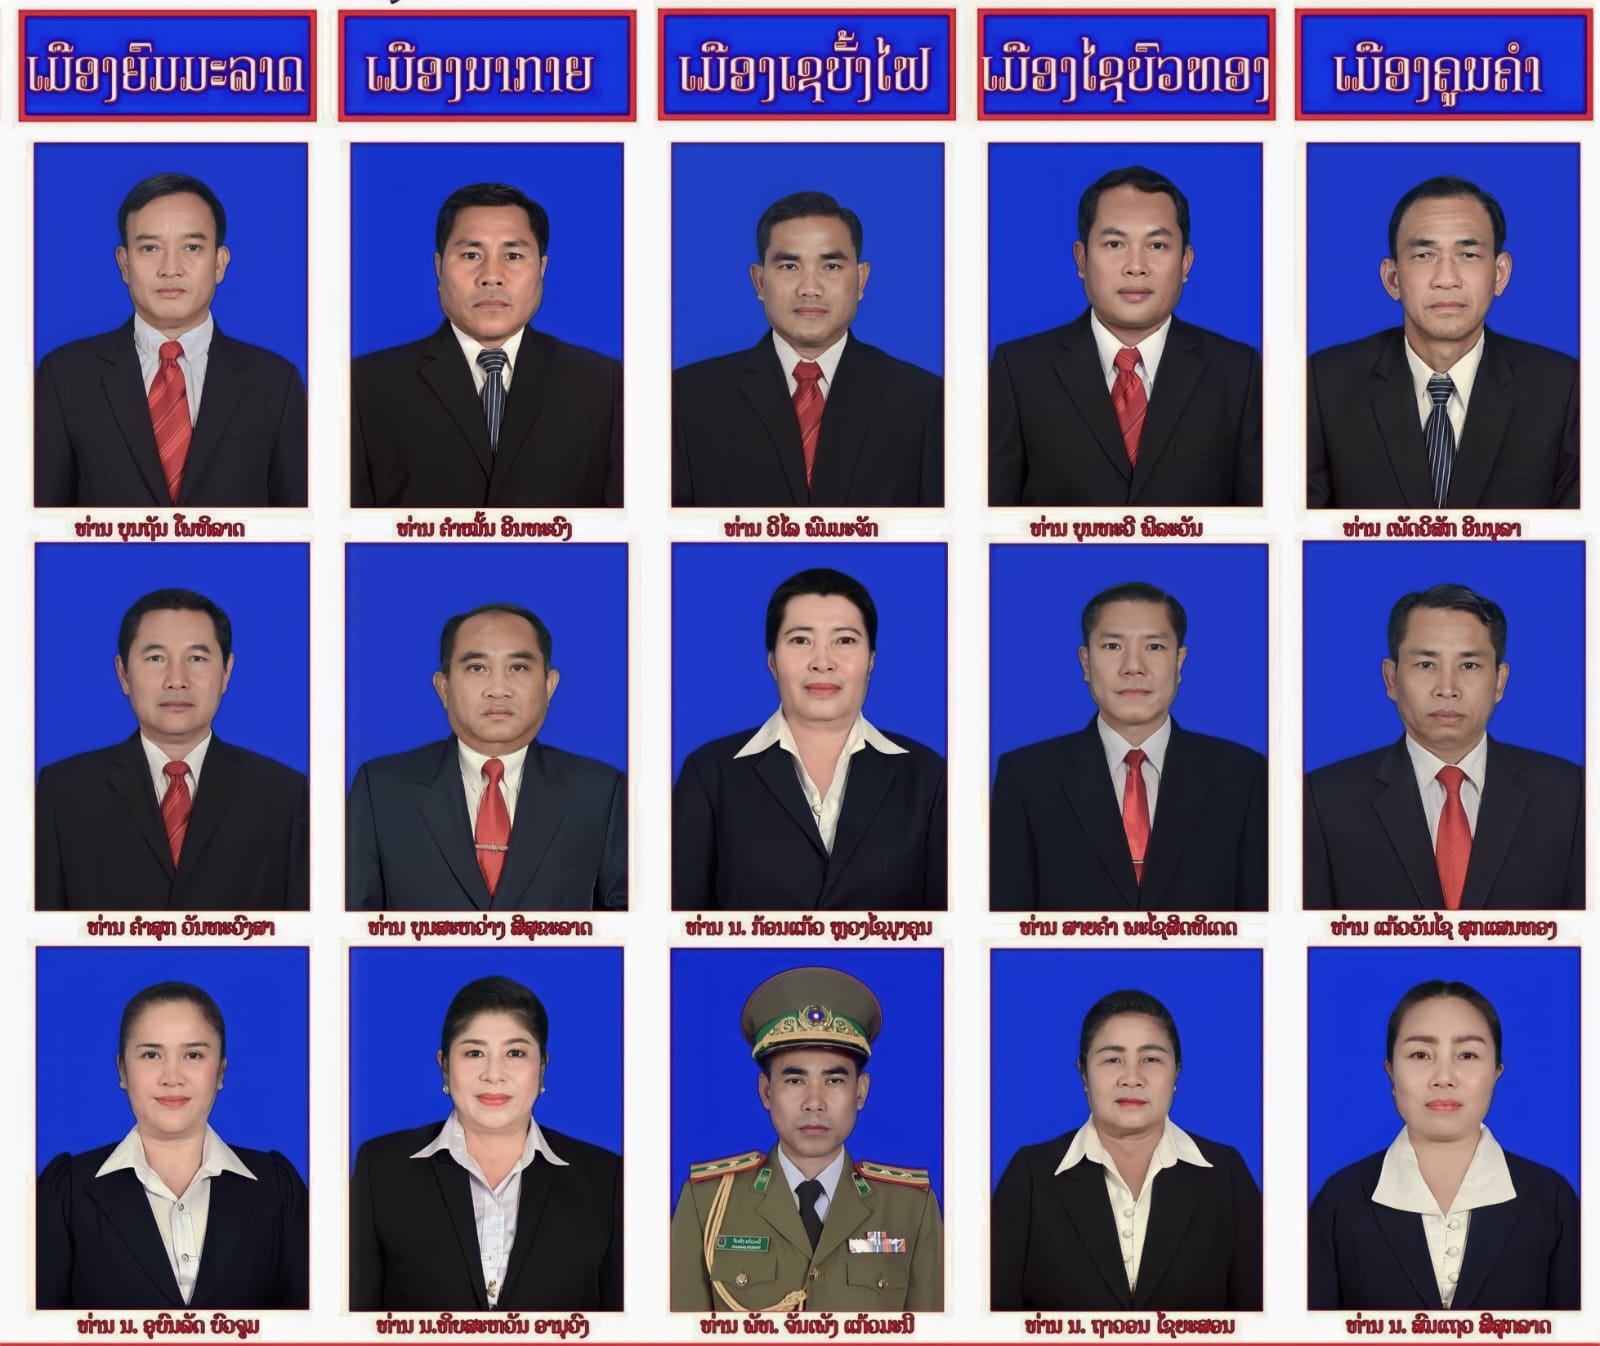 ເມືອງຍົມມະລາດ
ເມືອງນາກາຍ
ເມືອງເຊບັ້ງໄຟ
ເມືອງໄຊບົວທອງ
ເມືອງຄູນຄຳ
ທ່ານ ບຸນຖັນ ໂພທິລາດ
ທ່ານ ຄຳໝັ້ນ ອິນທະວົງ
ທ່ານ ວິໄລ ພົມມະຈັກ
ທ່ານ ບຸນທະວີ ພິລະວັນ
ທ່ານ ເພັດວິສັກ ອິນນຸລາ
ທ່ານ ຄຳສຸກ ວັນທະວົງສາ
ທ່ານ ບຸນສະຫວ່າງ ສີສຸຂະລາດ
ທ່ານ ນ. ກ້ອນແກ້ວ ຫຼວງໄຊມຸງຄຸນ
ທ່ານ ສາຍຄຳ ພະໄຊສິດທິເດດ
ທ່ານ ແກ້ວວັນໄຊ ສຸກແສນທອງ
ທ່ານ ນ. ອຸບົນລັດ ບົວຈູມ
ທ່ານ ນ.ທິບສະຫວັນ ອານຸວົງ
ທ່ານ ພັທ. ຈັນເພັງ ແກ້ວມະນີ
ທ່ານ ນ. ຖາວອນ ໄຊຍະສອນ
ທ່ານ ນ. ສົມແຖວ ສີສຸກລາດ